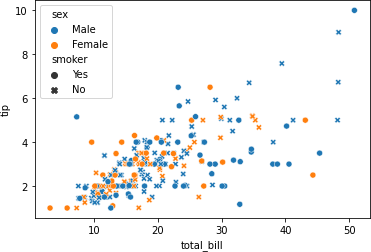 sex
Male
Female
smoker
Yes
No
10
8
6
4
2
tip
10
20
30
40
50
total_bill